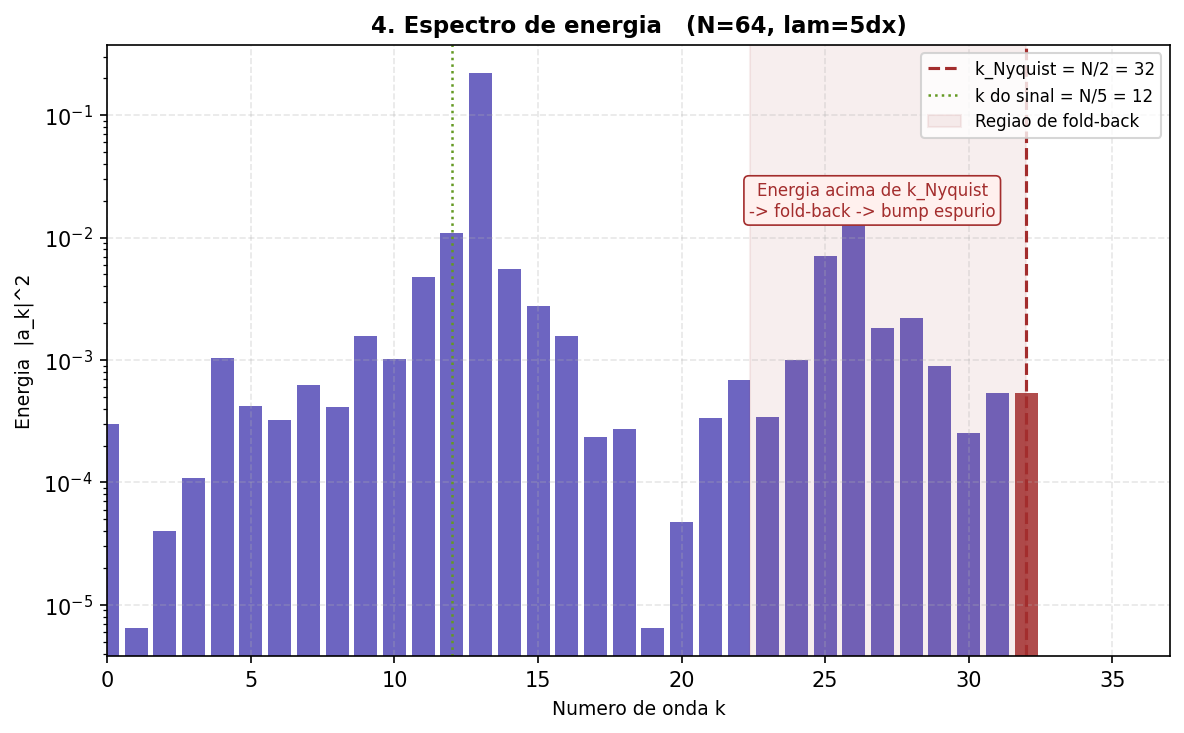 4. Espectro de energia   (N=64, lam=5dx)
k_Nyquist = N/2 = 32
k do sinal = N/5 = 12
Regiao de fold-back
Energia acima de k_Nyquist
-> fold-back -> bump espurio
Energia |a_k|^2
10⁻¹
10⁻²
10⁻³
10⁻⁴
10⁻⁵
0 5 10 15 20 25 30 35
Numero de onda k